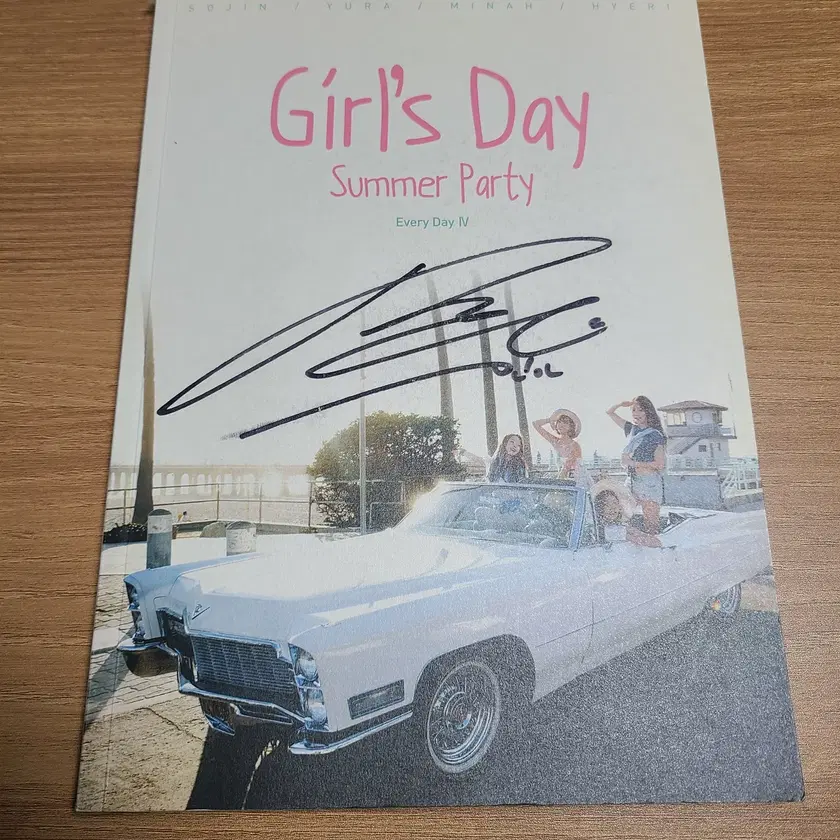 SOJIN / YURA / MINAH / HYERI
Girl's Day
Summer Party
Every Day Ⅳ